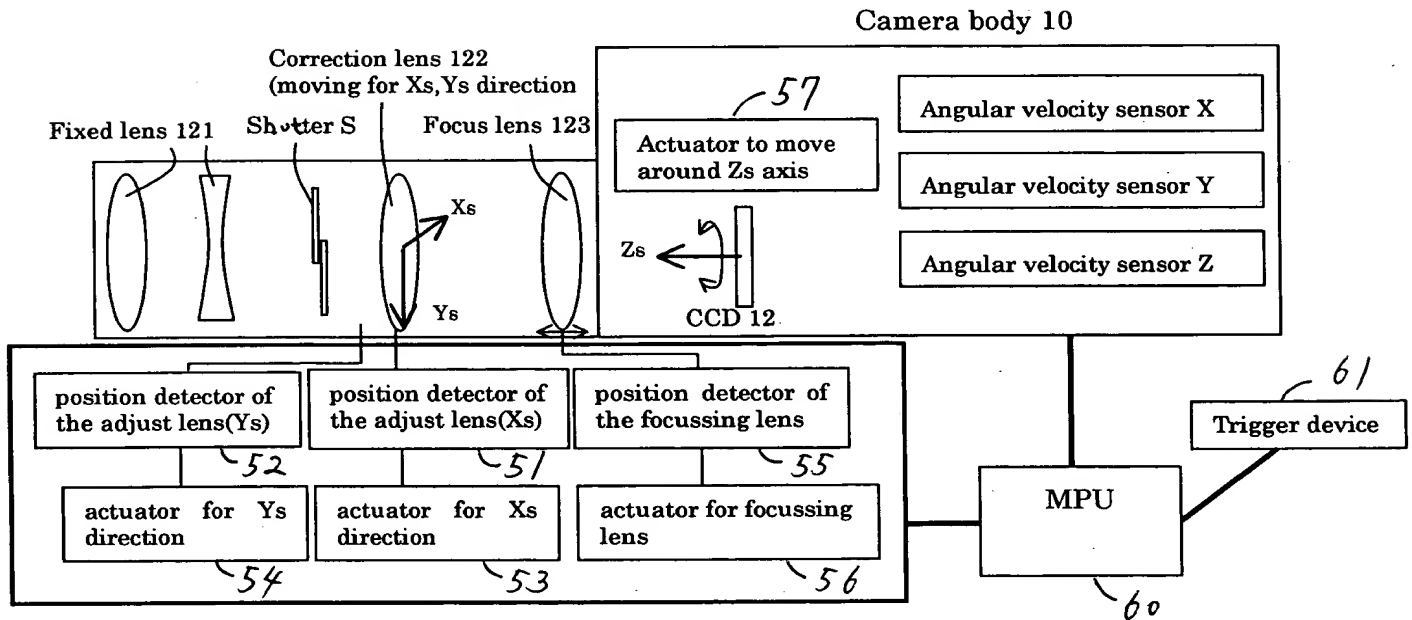 Camera body 10
Correction lens 122
(moving for Xs,Ys direction
Fixed lens 121
Shutter S
Focus lens 123
57
Actuator to move
around Zs axis
Angular velocity sensor X
Angular velocity sensor Y
Angular velocity sensor Z
Xs
Ys
Zs
CCD 12
position detector of
the adjust lens(Ys)
52
position detector of
the adjust lens(Xs)
51
position detector of
the focussing lens
55
actuator for Ys
direction
54
actuator for Xs
direction
53
actuator for focussing
lens
56
MPU
60
61
Trigger device